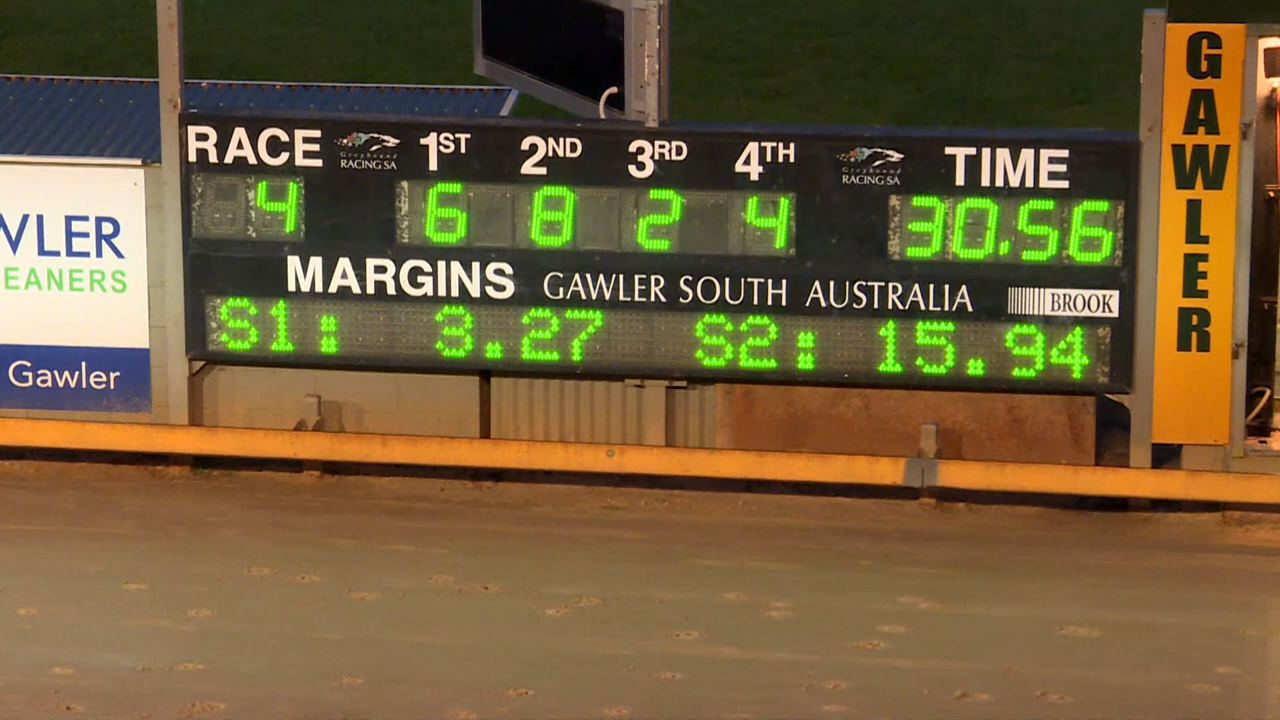 RACE Greyhound RACING SA 1ST 2ND 3RD 4TH Greyhound RACING SA TIME
4 6 8 2 4 30.56
MARGINS GAWLER SOUTH AUSTRALIA BROOK
S1: 3.27 S2: 15.94
WLER
EANERS
Gawler
GAWLER